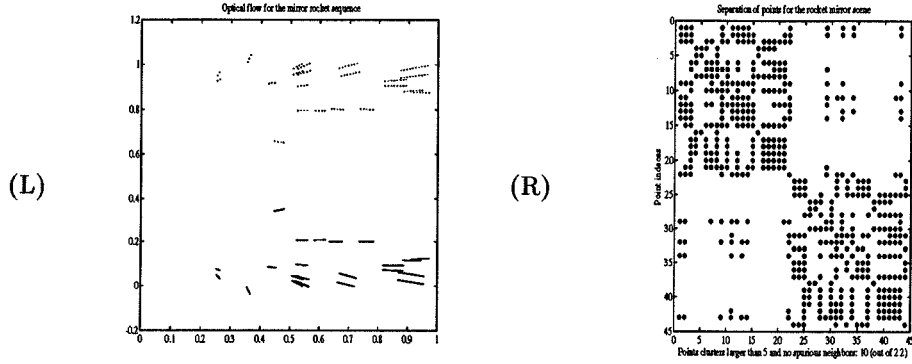 Optical flow for the mirror rocket sequence
1.2
1
0.8
0.6
0.4
0.2
0
-0.2
0 0.1 0.2 0.3 0.4 0.5 0.6 0.7 0.8 0.9 1
(L)
(R)
Separation of points for the rocket mirror scene
0
5
10
15
20
25
30
35
40
45
Point indexes
0 5 10 15 20 25 30 35 40 45
Points clusters larger than 5 and no spurious neighbors: 10 (out of 22)